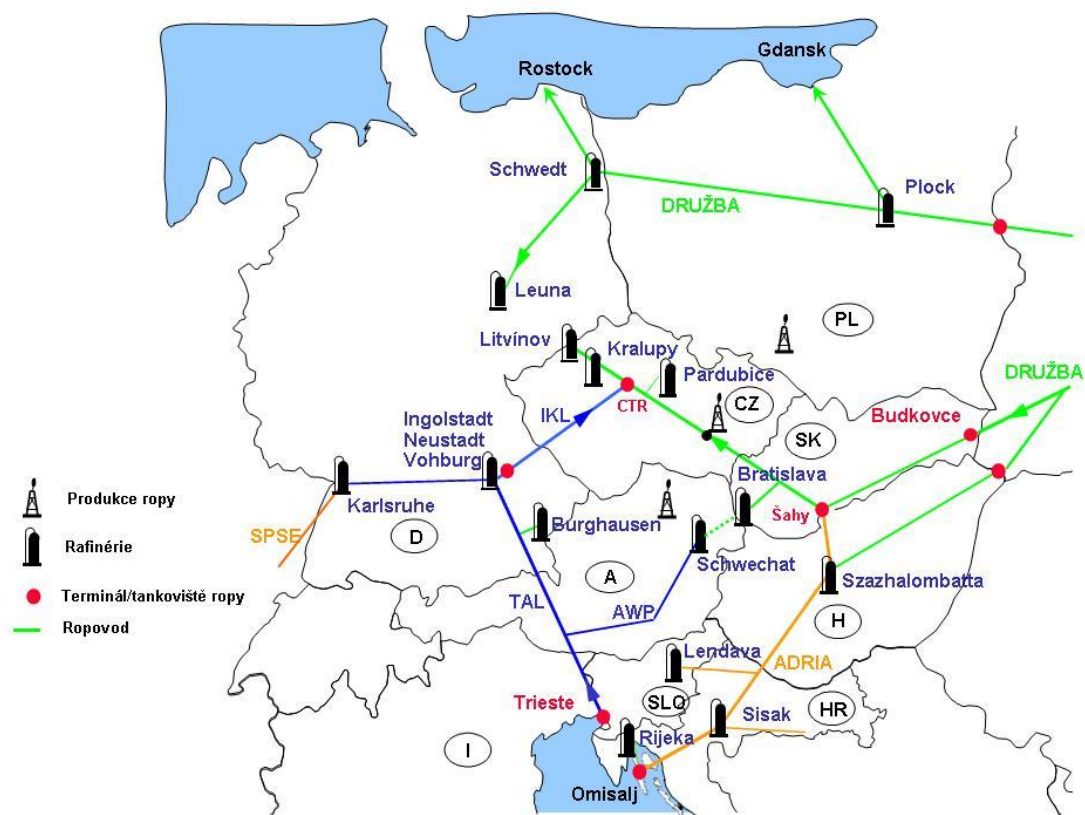 Gdansk
Rostock
Schwedt
Plock
DRUŽBA
Leuna
PL
Litvínov
Kralupy
Pardubice
DRUŽBA
CTR
CZ
Budkovce
IKL
SK
Ingolstadt
Neustadt
Vohburg
Bratislava
Produkce ropy
Karlsruhe
Šahy
Burghausen
SPSE
D
Rafinérie
Schwechat
A
Szazhalombatta
Terminál/tankoviště ropy
TAL
AWP
H
Ropovod
Lendava
ADRIA
Trieste
SLO
HR
Sisak
Rijeka
I
Omisalj